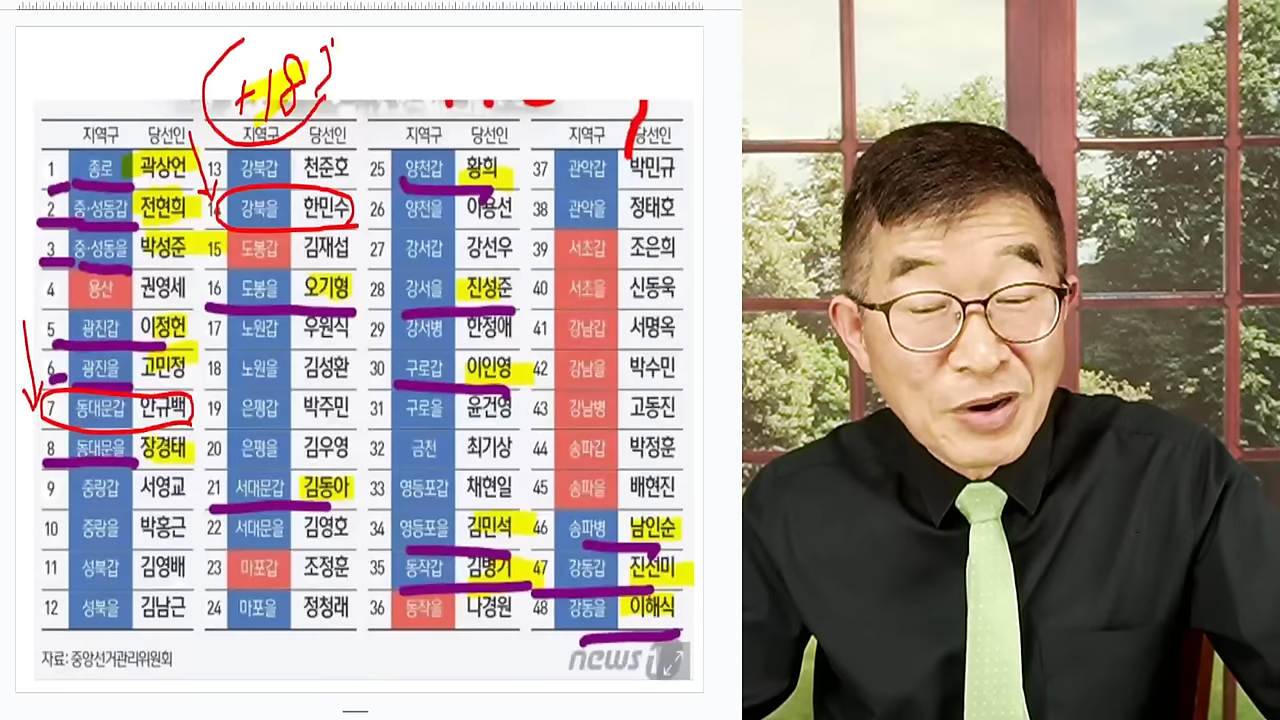 +18
지역구 당선인 지역구 당선인 지역구 당선인 지역구 당선인
1 종로 곽상언 13 강북갑 천준호 25 양천갑 황희 37 관악갑 박민규
2 중·성동갑 전현희 14 강북을 한민수 26 양천을 이용선 38 관악을 정태호
3 중·성동을 박성준 15 도봉갑 김재섭 27 강서갑 강선우 39 서초갑 조은희
4 용산 권영세 16 도봉을 오기형 28 강서을 진성준 40 서초을 신동욱
5 광진갑 이정헌 17 노원갑 우원식 29 강서병 한정애 41 강남갑 서명옥
6 광진을 고민정 18 노원을 김성환 30 구로갑 이인영 42 강남을 박수민
7 동대문갑 안규백 19 은평갑 박주민 31 구로을 윤건영 43 강남병 고동진
8 동대문을 장경태 20 은평을 김우영 32 금천 최기상 44 송파갑 박정훈
9 중랑갑 서영교 21 서대문갑 김동아 33 영등포갑 채현일 45 송파을 배현진
10 중랑을 박홍근 22 서대문을 김영호 34 영등포을 김민석 46 송파병 남인순
11 성북갑 김영배 23 마포갑 조정훈 35 동작갑 김병기 47 강동갑 진선미
12 성북을 김남근 24 마포을 정청래 36 동작을 나경원 48 강동을 이해식
자료: 중앙선거관리위원회
news1